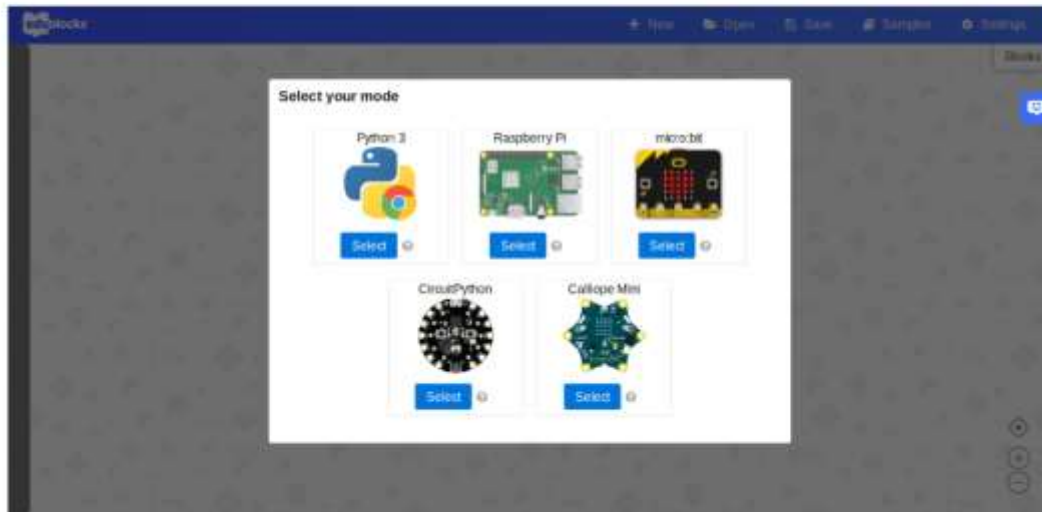 edublocks
New Open Save Samples Settings
Blocks
Select your mode
Python 3 Raspberry Pi micro:bit
Select Select Select
CircuitPython Calliope Mini
Select Select